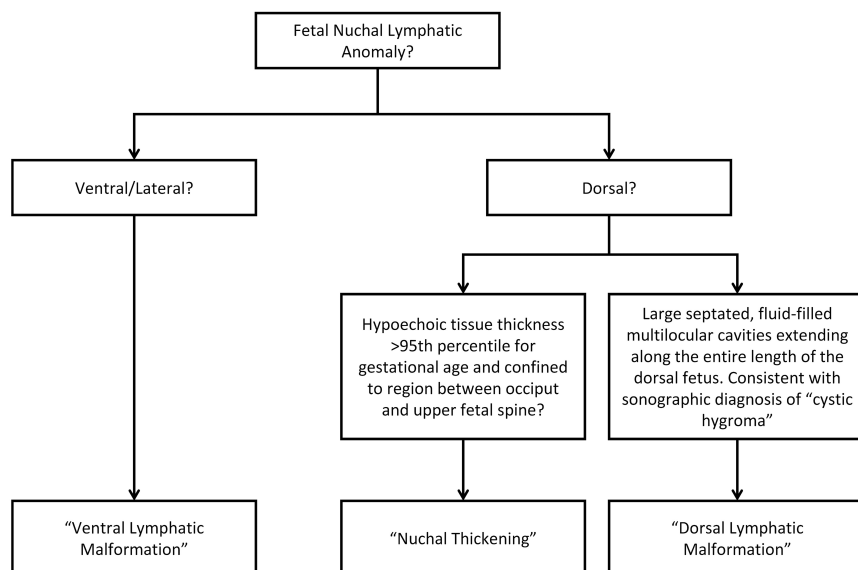 Fetal Nuchal Lymphatic
Anomaly?
Ventral/Lateral?
Dorsal?
Hypoechoic tissue thickness
>95th percentile for
gestational age and confined
to region between occiput
and upper fetal spine?
Large septated, fluid-filled
multilocular cavities extending
along the entire length of the
dorsal fetus. Consistent with
sonographic diagnosis of “cystic
hygroma”
“Ventral Lymphatic
Malformation”
“Nuchal Thickening”
“Dorsal Lymphatic
Malformation”